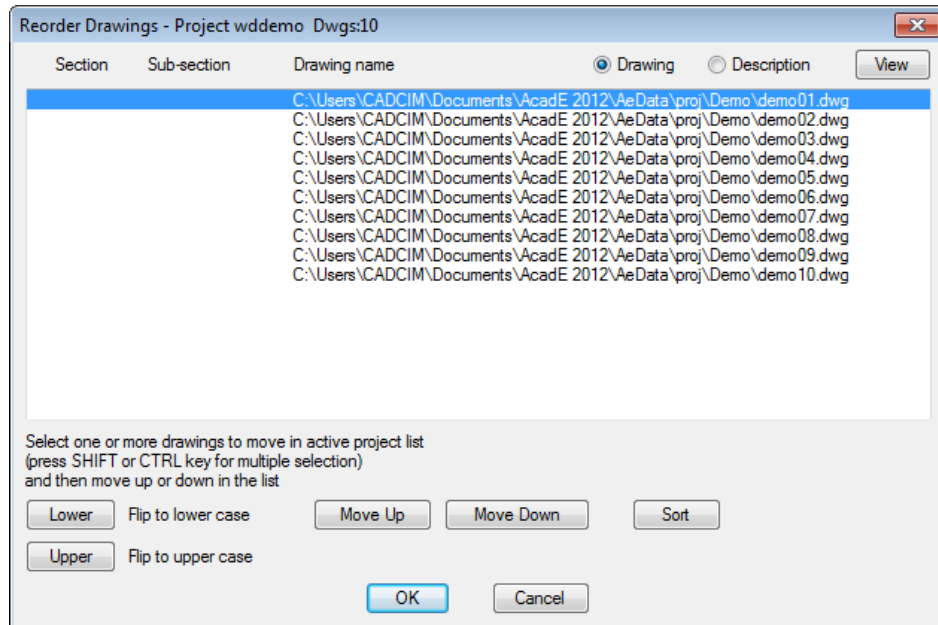 Reorder Drawings - Project wddemo Dwgs:10
Section Sub-section Drawing name Drawing Description View
C:\Users\CADCIM\Documents\AcadE 2012\AeData\proj\Demo\demo01.dwg
C:\Users\CADCIM\Documents\AcadE 2012\AeData\proj\Demo\demo02.dwg
C:\Users\CADCIM\Documents\AcadE 2012\AeData\proj\Demo\demo03.dwg
C:\Users\CADCIM\Documents\AcadE 2012\AeData\proj\Demo\demo04.dwg
C:\Users\CADCIM\Documents\AcadE 2012\AeData\proj\Demo\demo05.dwg
C:\Users\CADCIM\Documents\AcadE 2012\AeData\proj\Demo\demo06.dwg
C:\Users\CADCIM\Documents\AcadE 2012\AeData\proj\Demo\demo07.dwg
C:\Users\CADCIM\Documents\AcadE 2012\AeData\proj\Demo\demo08.dwg
C:\Users\CADCIM\Documents\AcadE 2012\AeData\proj\Demo\demo09.dwg
C:\Users\CADCIM\Documents\AcadE 2012\AeData\proj\Demo\demo10.dwg
Select one or more drawings to move in active project list
(press SHIFT or CTRL key for multiple selection)
and then move up or down in the list
Lower Flip to lower case Move Up Move Down Sort
Upper Flip to upper case
OK Cancel